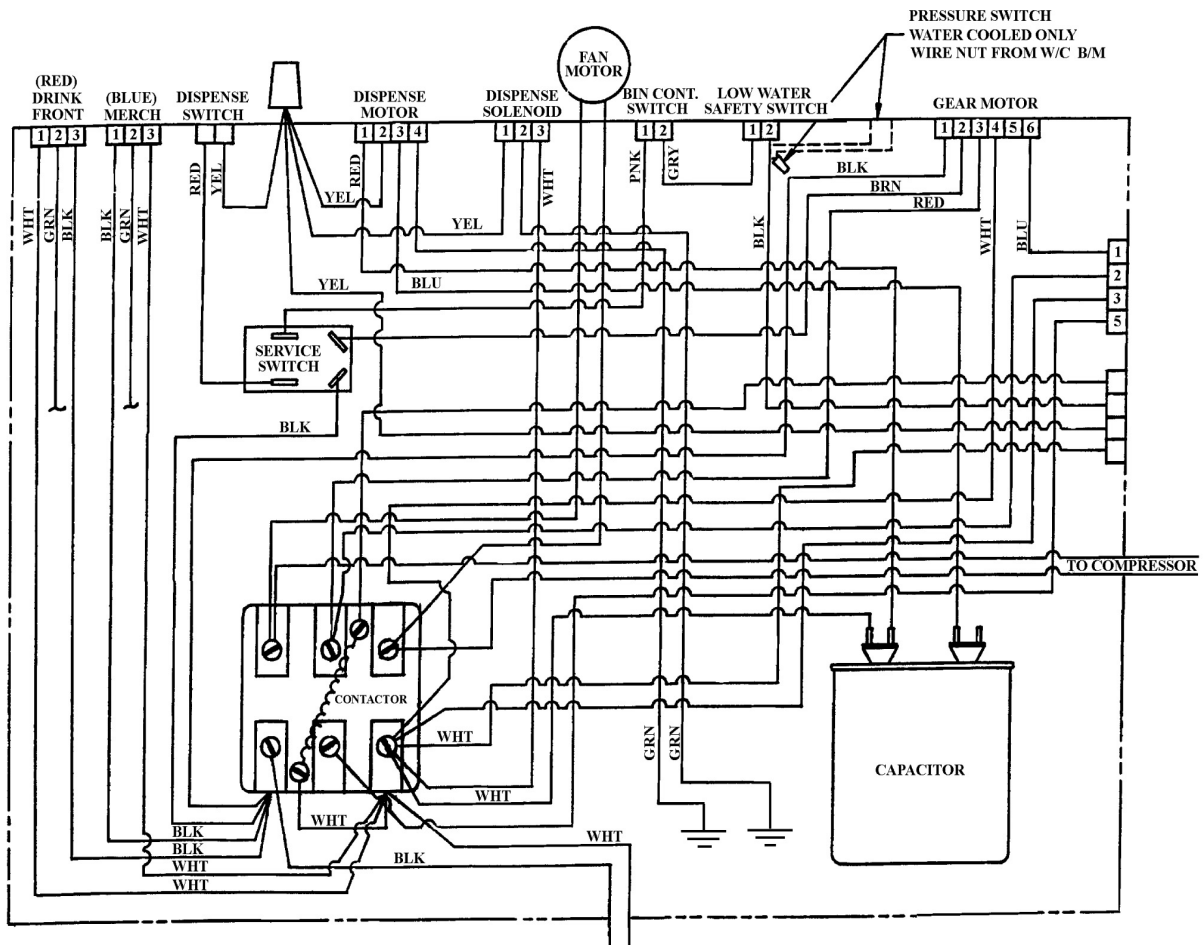 PRESSURE SWITCH
WATER COOLED ONLY
WIRE NUT FROM W/C B/M
FAN
MOTOR
(RED)
DRINK
FRONT
(BLUE)
MERCH
DISPENSE
SWITCH
DISPENSE
MOTOR
DISPENSE
SOLENOID
BIN CONT.
SWITCH
LOW WATER
SAFETY SWITCH
GEAR MOTOR
1 2 3
1 2 3
1 2 3 4
1 2 3
1 2
1 2
1 2 3 4 5 6
WHT
GRN
BLK
BLK
GRN
WHT
RED
YEL
RED
YEL
YEL
WHT
PNK
GRY
BLK
BLK
BRN
RED
WHT
BLU
1
2
3
5
YEL
BLU
SERVICE
SWITCH
BLK
TO COMPRESSOR
CONTACTOR
WHT
WHT
GRN
GRN
CAPACITOR
BLK
BLK
WHT
WHT
WHT
BLK
WHT